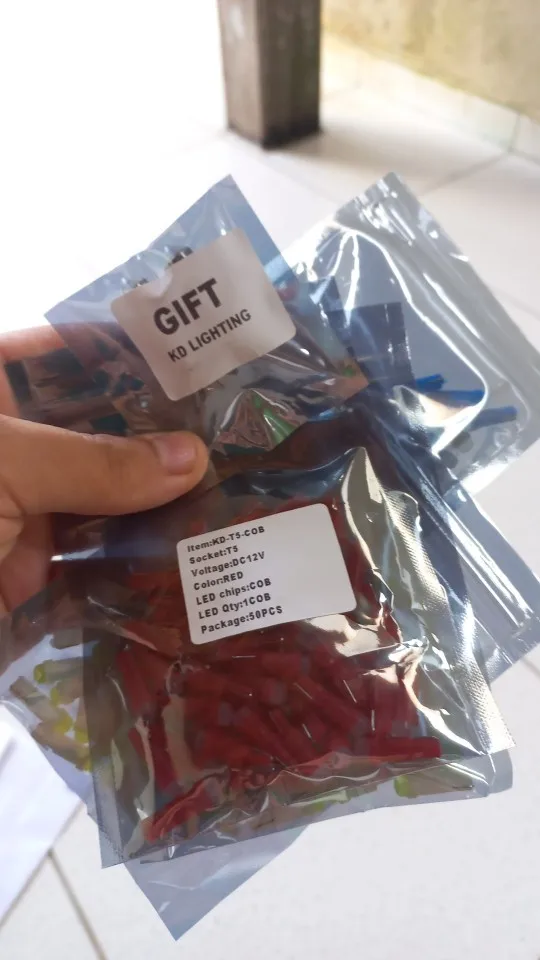 GIFT
KD LIGHTING
Item:KD-T5-COB
Socket:T5
Voltage:DC12V
Color:RED
LED chips:COB
LED Qty:1COB
Package:50PCS